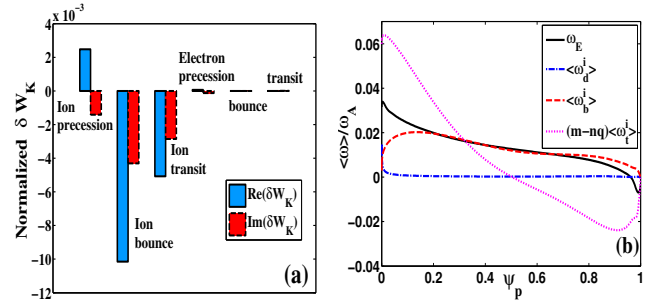 x 10⁻³
6
4
2
0
−2
−4
−6
−8
−10
−12
Normalized δ W_K
Electron
precession
transit
bounce
Ion
precession
Ion
transit
Ion
bounce
Re(δW_K)
Im(δW_K)
(a)
0.06
0.04
0.02
0
−0.02
−0.04
<ω>/ω_A
ω_E
<ω_d^i>
<ω_b^i>
(m−nq)<ω_t^i>
(b)
0 0.2 0.4 0.6 0.8 1
ψ_p